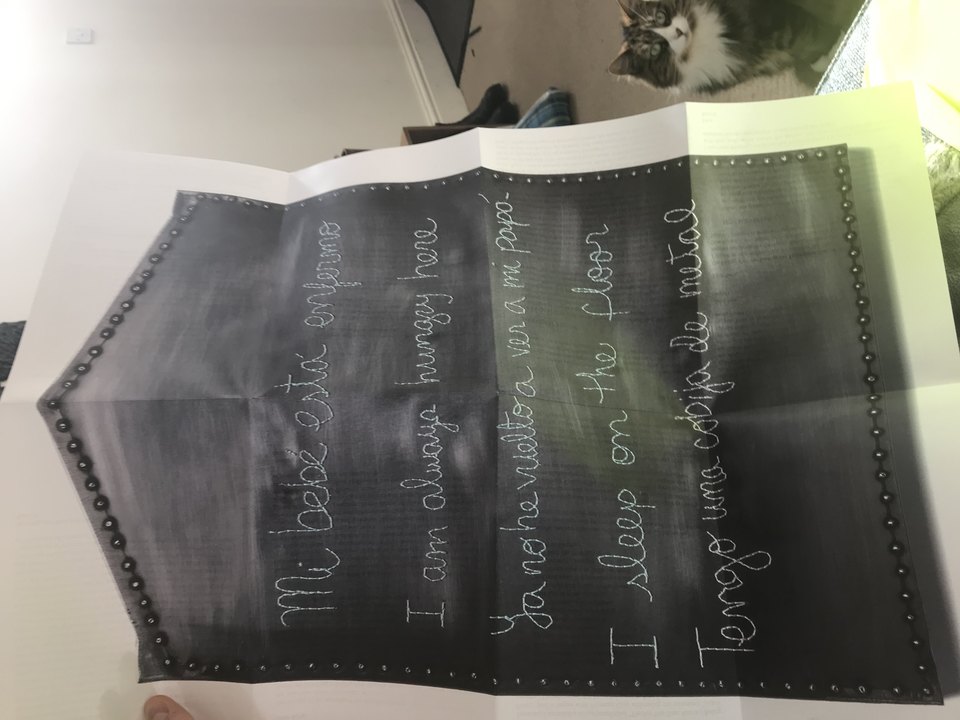 Mi bebé está enfermo
I am always hungry here
Ya no he vuelto a ver a mi papá.
I sleep on the floor
Tengo una cobija de metal